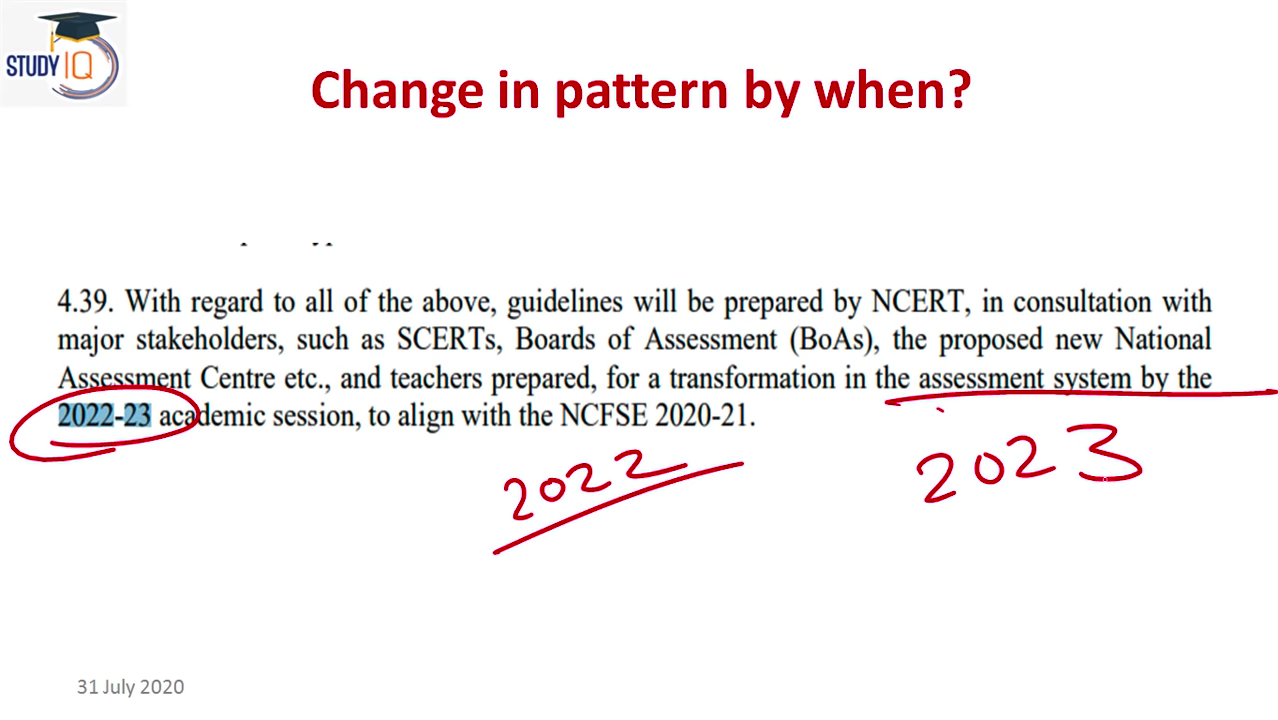 STUDY IQ
Change in pattern by when?
4.39. With regard to all of the above, guidelines will be prepared by NCERT, in consultation with
major stakeholders, such as SCERTs, Boards of Assessment (BoAs), the proposed new National
Assessment Centre etc., and teachers prepared, for a transformation in the assessment system by the
2022-23 academic session, to align with the NCFSE 2020-21.
2022
2023
31 July 2020